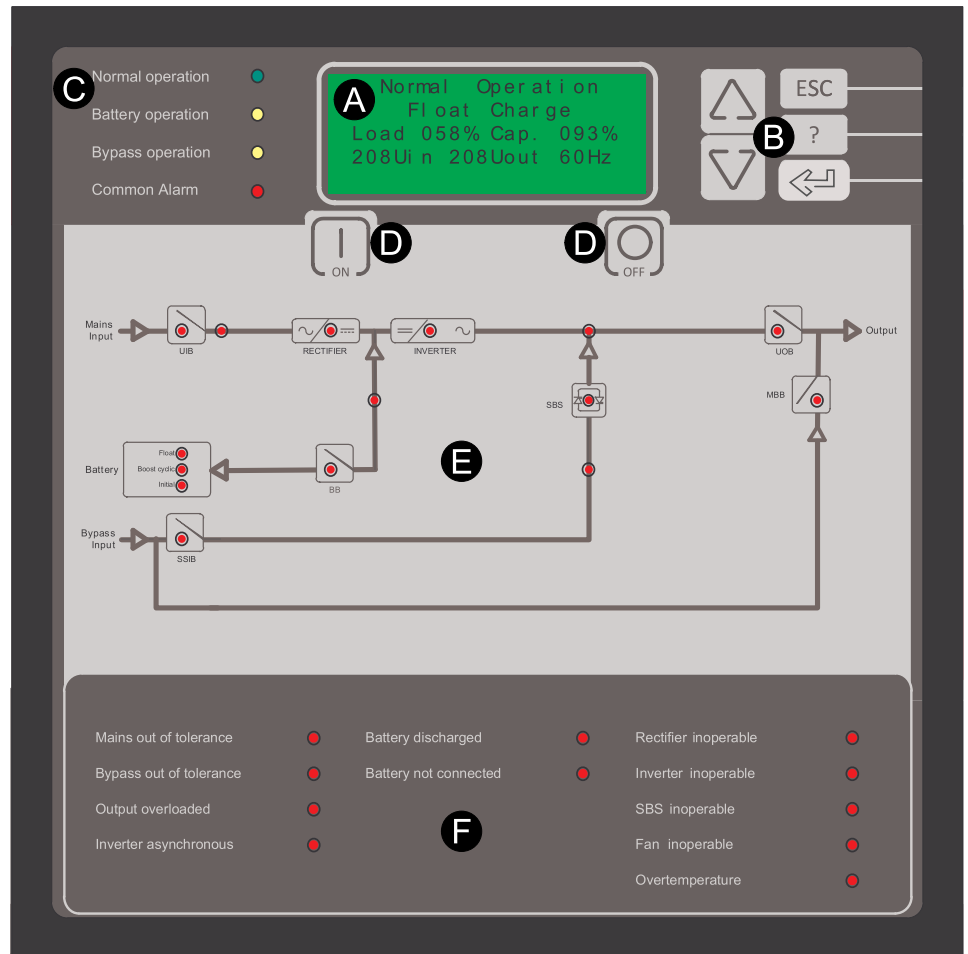 C
Normal operation
Battery operation
Bypass operation
Common Alarm
A
Normal Operation
Float Charge
Load 058% Cap. 093%
208Uin 208Uout 60Hz
B
ESC
?
ON
D
D
OFF
Mains
Input
UIB
RECTIFIER
INVERTER
UOB
Output
SBS
MBB
Battery
Float
Boost cyclic
Initial
BB
E
Bypass
Input
SSIB
Mains out of tolerance
Bypass out of tolerance
Output overloaded
Inverter asynchronous
Battery discharged
Battery not connected
F
Rectifier inoperable
Inverter inoperable
SBS inoperable
Fan inoperable
Overtemperature